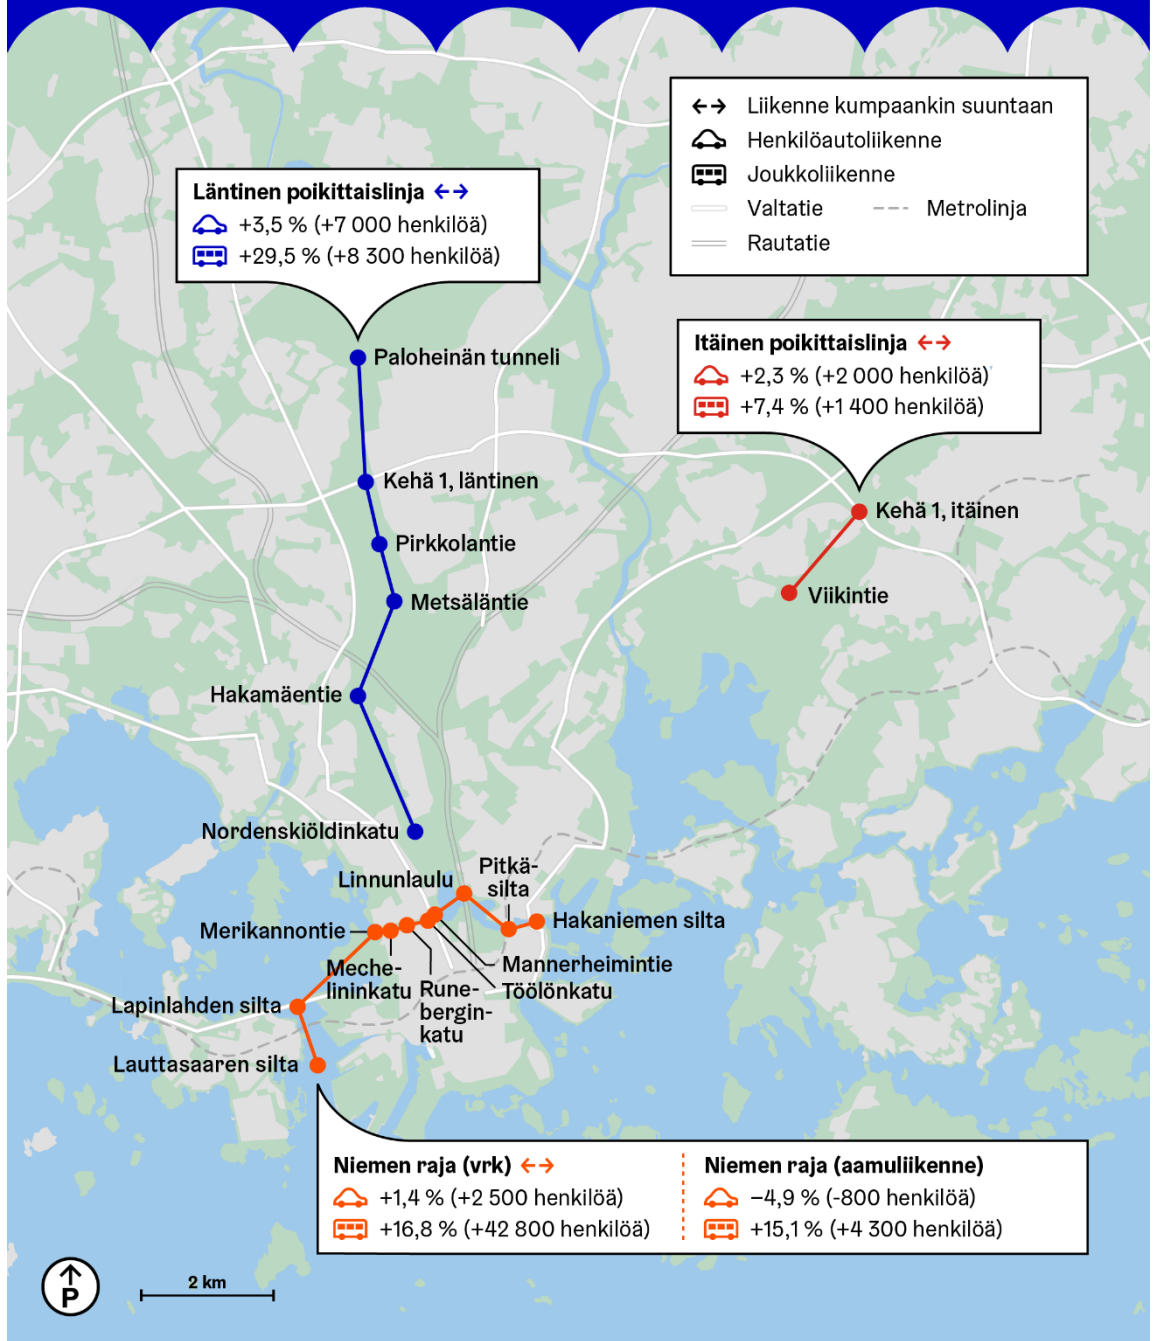 ←→ Liikenne kumpaankin suuntaan
Henkilöautoliikenne
Joukkoliikenne
Valtatie
Metrolinja
Rautatie
Läntinen poikittaislinja ←→
+3,5 % (+7 000 henkilöä)
+29,5 % (+8 300 henkilöä)
Itäinen poikittaislinja ←→
+2,3 % (+2 000 henkilöä)
+7,4 % (+1 400 henkilöä)
Paloheinän tunneli
Kehä 1, läntinen
Kehä 1, itäinen
Pirkkolantie
Metsäläntie
Viikintie
Hakamäentie
Nordenskiöldinkatu
Linnunlaulu
Pitkä-
silta
Hakaniemen silta
Merikannontie
Meche-
lininkatu
Rune-
bergin-
katu
Mannerheimintie
Töölönkatu
Lapinlahden silta
Lauttasaaren silta
Niemen raja (vrk) ←→
+1,4 % (+2 500 henkilöä)
+16,8 % (+42 800 henkilöä)
Niemen raja (aamuliikenne)
−4,9 % (-800 henkilöä)
+15,1 % (+4 300 henkilöä)
P
2 km